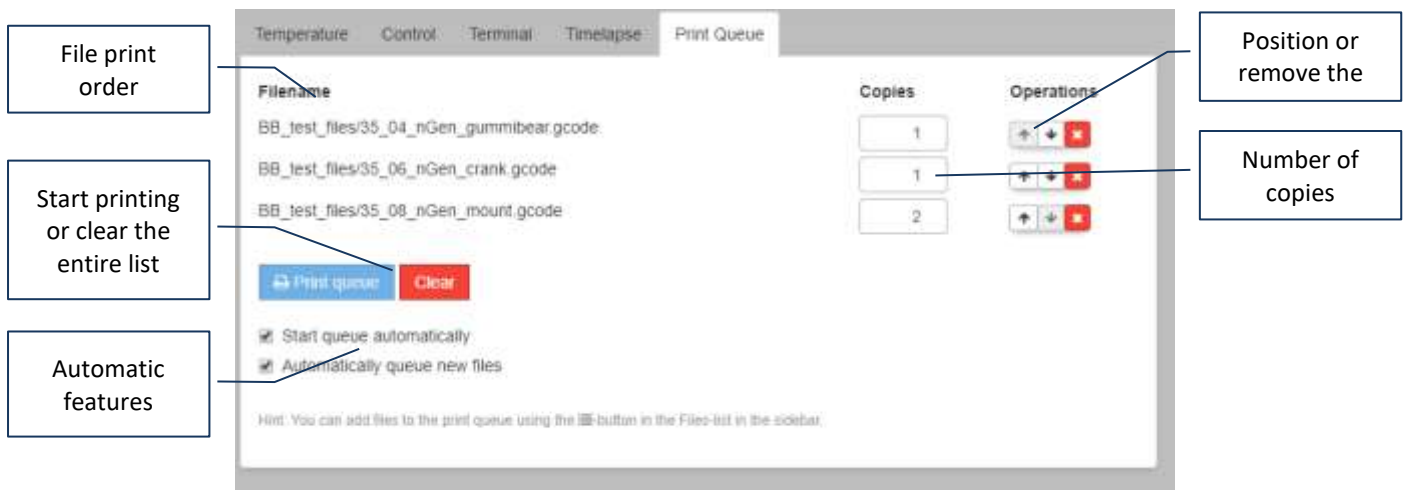 Temperature Control Terminal Timelapse Print Queue
File print
order
Position or
remove the
Filename Copies Operations
BB_test_files/35_04_nGen_gummibear.gcode 1
BB_test_files/35_06_nGen_crank.gcode 1
BB_test_files/35_08_nGen_mount.gcode 2
Number of
copies
Start printing
or clear the
entire list
Print queue Clear
Start queue automatically
Automatically queue new files
Automatic
features
Hint: You can add files to the print queue using the -button in the Files-list in the sidebar.